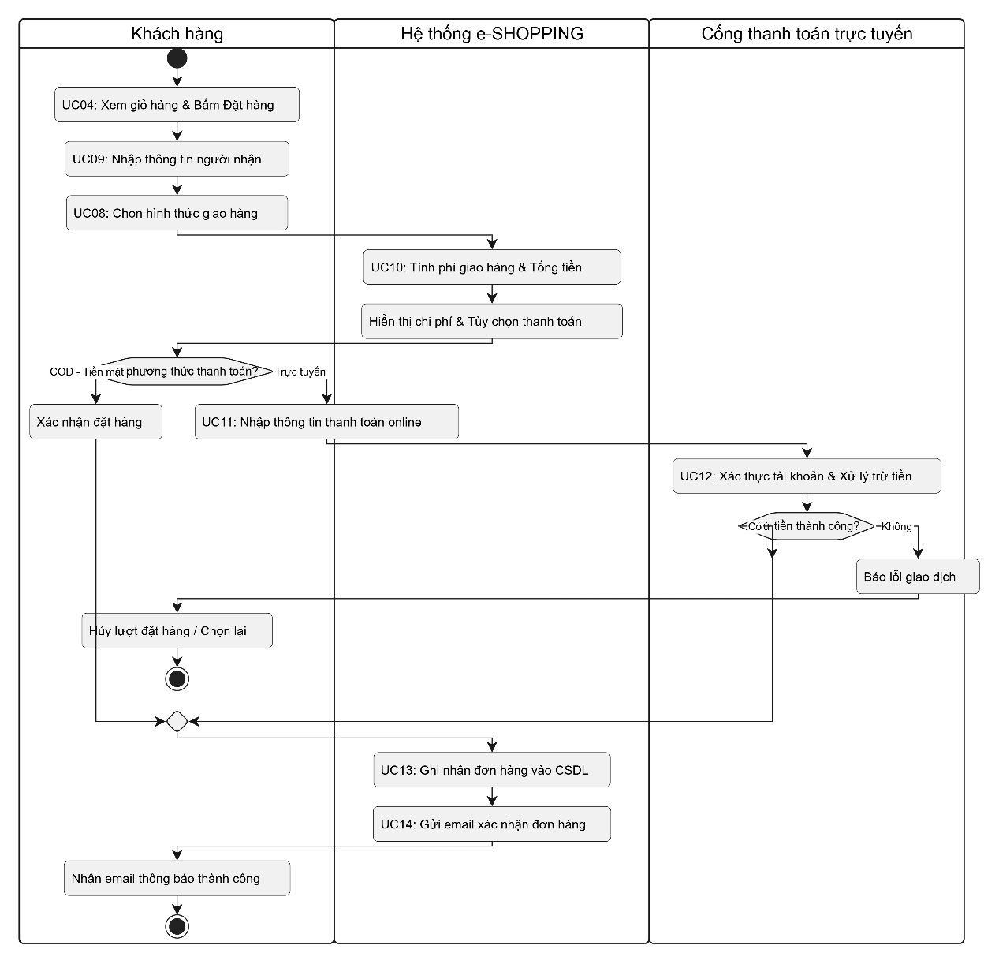 Khách hàng
Hệ thống e-SHOPPING
Cổng thanh toán trực tuyến
UC04: Xem giỏ hàng & Bấm Đặt hàng
UC09: Nhập thông tin người nhận
UC08: Chọn hình thức giao hàng
UC10: Tính phí giao hàng & Tổng tiền
Hiển thị chi phí & Tùy chọn thanh toán
COD - Tiền mặt
phương thức thanh toán?
Trực tuyến
Xác nhận đặt hàng
UC11: Nhập thông tin thanh toán online
UC12: Xác thực tài khoản & Xử lý trừ tiền
Có
tiền thành công?
Không
Báo lỗi giao dịch
Hủy lượt đặt hàng / Chọn lại
UC13: Ghi nhận đơn hàng vào CSDL
UC14: Gửi email xác nhận đơn hàng
Nhận email thông báo thành công